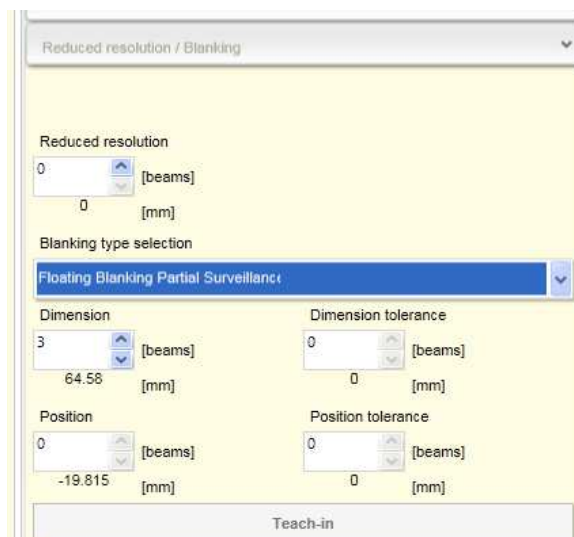 Reduced resolution / Blanking
Reduced resolution
0 [beams]
0 [mm]
Blanking type selection
Floating Blanking Partial Surveillanc
Dimension Dimension tolerance
3 [beams] 0 [beams]
64.58 [mm] 0 [mm]
Position Position tolerance
0 [beams] 0 [beams]
-19.815 [mm] 0 [mm]
Teach-in